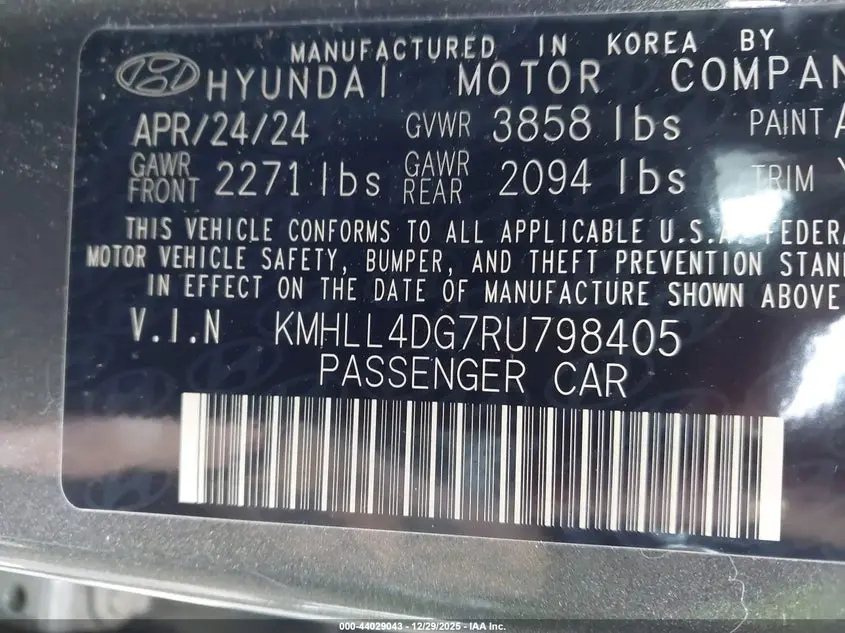 MANUFACTURED IN KOREA BY
HYUNDAI MOTOR
APR/24/24 GVWR 3858 lbs PAINT
GAWR FRONT 2271 lbs GAWR REAR 2094 lbs TRIM
THIS VEHICLE CONFORMS TO ALL APPLICABLE U.S.A.
MOTOR VEHICLE SAFETY, BUMPER, AND THEFT PREVENTION
IN EFFECT ON THE DATE OF MANUFACTURE SHOWN ABOVE
V.I.N KMHLL4DG7RU798405
PASSENGER CAR
000-44029043 - 12/29/2025 - IAA Inc.